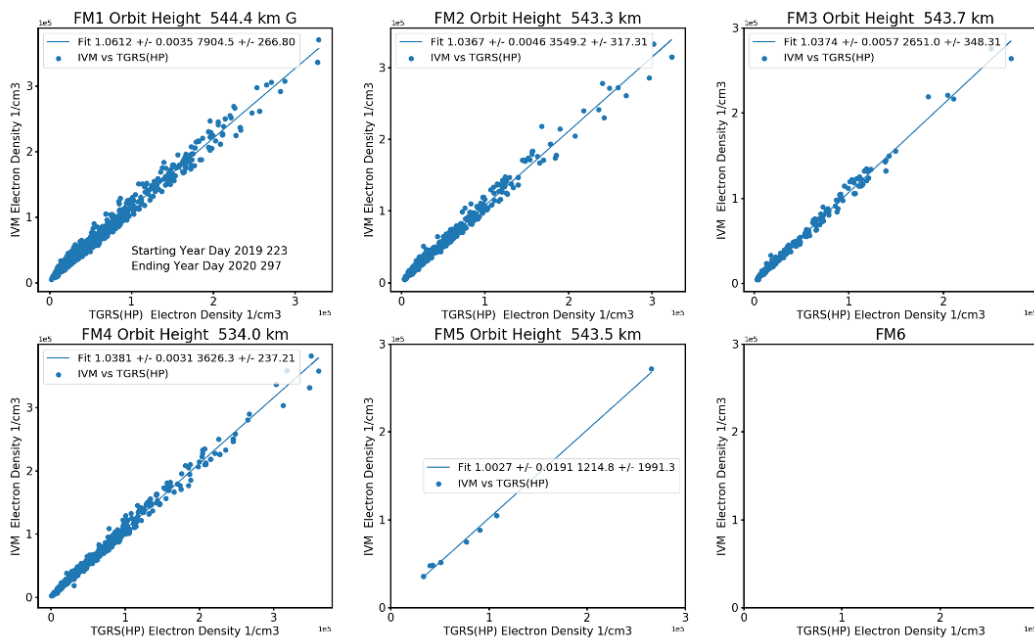 FM1 Orbit Height 544.4 km G
1e5
Fit 1.0612 +/- 0.0035 7904.5 +/- 266.80
IVM vs TGRS(HP)
Starting Year Day 2019 223
Ending Year Day 2020 297
IVM Electron Density 1/cm3
3
2
1
0
0
1
2
3
TGRS(HP) Electron Density 1/cm3
1e5
FM2 Orbit Height 543.3 km
1e5
Fit 1.0367 +/- 0.0046 3549.2 +/- 317.31
IVM vs TGRS(HP)
IVM Electron Density 1/cm3
3
2
1
0
0
1
2
3
TGRS(HP) Electron Density 1/cm3
1e5
FM3 Orbit Height 543.7 km
1e5
Fit 1.0374 +/- 0.0057 2651.0 +/- 348.31
IVM vs TGRS(HP)
IVM Electron Density 1/cm3
3
2
1
0
0
1
2
TGRS(HP) Electron Density 1/cm3
1e5
FM4 Orbit Height 534.0 km
1e5
Fit 1.0381 +/- 0.0031 3626.3 +/- 237.21
IVM vs TGRS(HP)
IVM Electron Density 1/cm3
4
3
2
1
0
0
1
2
3
TGRS(HP) Electron Density 1/cm3
1e5
FM5 Orbit Height 543.5 km
1e5
Fit 1.0027 +/- 0.0191 1214.8 +/- 1991.3
IVM vs TGRS(HP)
IVM Electron Density 1/cm3
3
2
1
0
0
1
2
3
TGRS(HP) Electron Density 1/cm3
1e5
FM6
1e5
IVM Electron Density 1/cm3
3
2
1
0
0
1
2
3
TGRS(HP) Electron Density 1/cm3
1e5